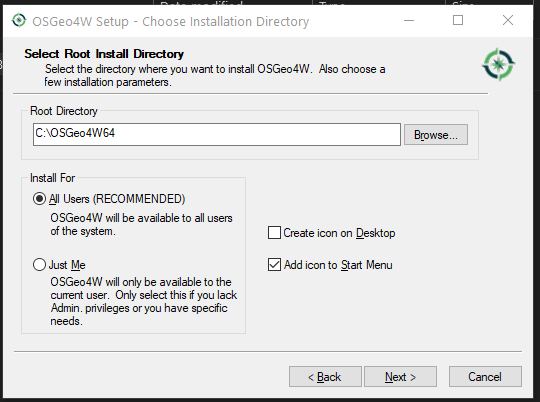 Date modified
Type
Size
OSGeo4W Setup - Choose Installation Directory
Select Root Install Directory
Select the directory where you want to install OSGeo4W. Also choose a
few installation parameters.
Root Directory
C:\OSGeo4W64
Browse...
Install For
All Users (RECOMMENDED)
OSGeo4W will be available to all users
of the system.
Create icon on Desktop
Just Me
Add icon to Start Menu
OSGeo4W will only be available to the
current user. Only select this if you lack
Admin. privileges or you have specific
needs.
< Back
Next >
Cancel